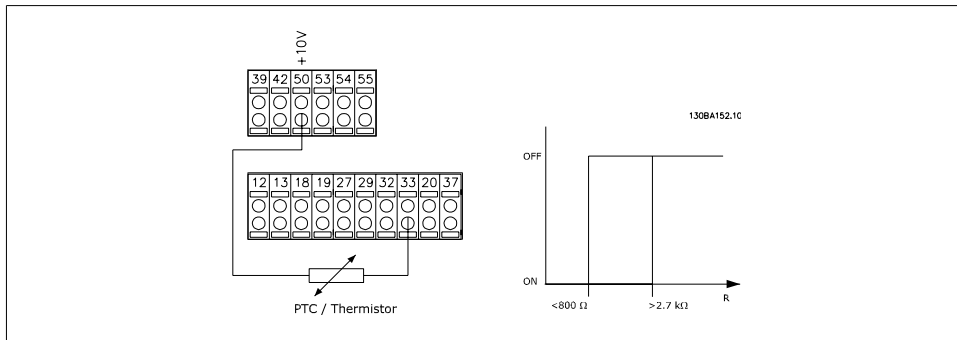 +10V
39 42 50 53 54 55
12 13 18 19 27 29 32 33 20 37
PTC / Thermistor
130BA152.10
OFF
ON
<800 Ω >2.7 kΩ R